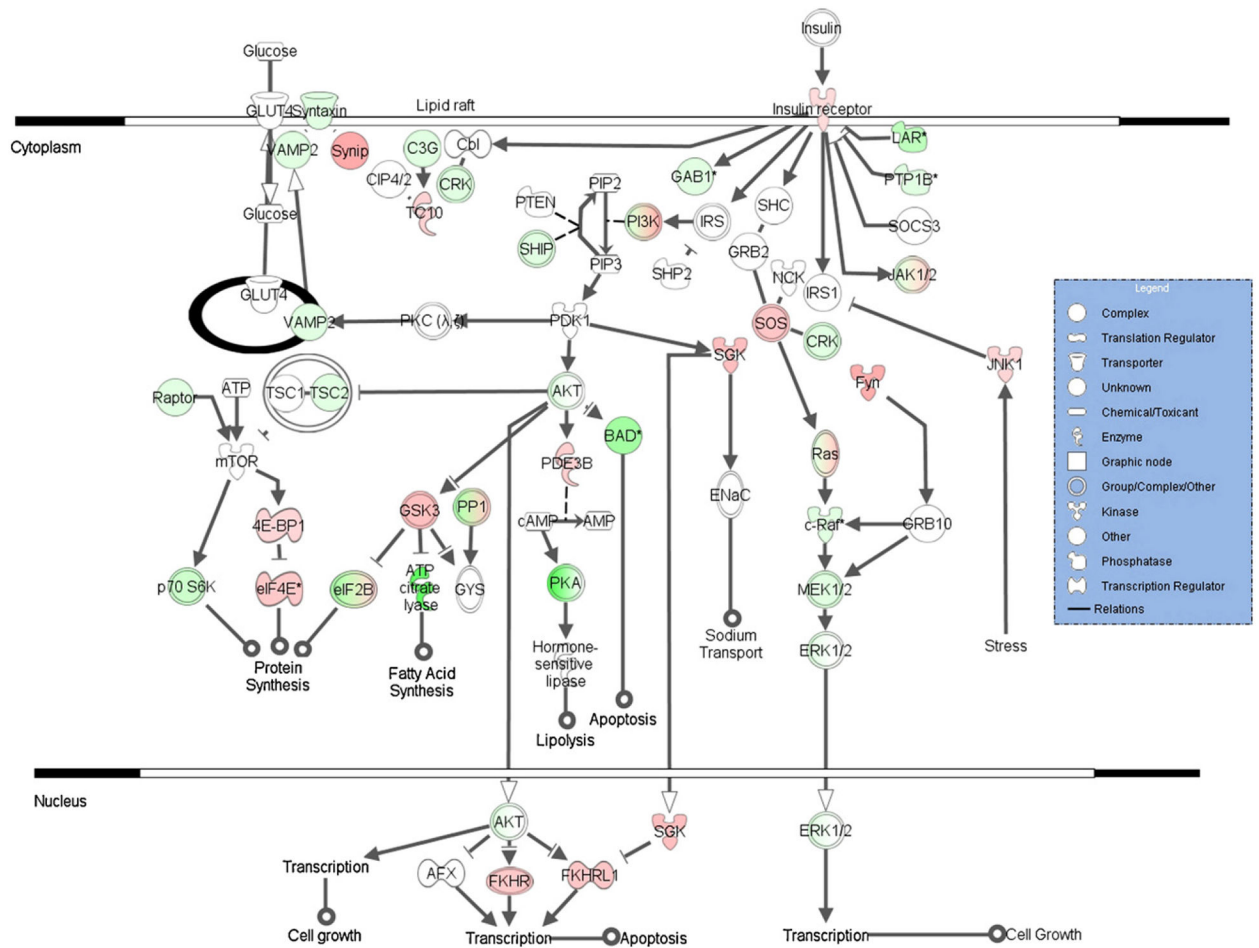 Insulin
Glucose
GLUT4
Syntaxin
Lipid raft
Insulin receptor
Cytoplasm
VAMP2
Synip
C3G
Cbl
LAR*
CIP4/2
CRK
GAB1*
PTP1B*
TC10
PTEN
PIP2
PI3K
IRS
SHC
SOCS3
Glucose
SHIP
PIP3
SHP2
GRB2
NCK
JAK1/2
GLUT4
IRS1
VAMP2
PKC (λ,ζ)
PDK1
SOS
CRK
SGK
JNK1
Fyn
Raptor
ATP
TSC1
TSC2
AKT
BAD*
mTOR
PDE3B
Ras
4E-BP1
GSK3
PP1
cAMP
AMP
ENaC
c-Raf*
GRB10
p70 S6K
eIF4E*
eIF2B
ATP
citrate
lyase
GYS
PKA
MEK1/2
Protein
Synthesis
Fatty Acid
Synthesis
Hormone-
sensitive
lipase
Sodium
Transport
ERK1/2
Stress
Apoptosis
Lipolysis
Legend
Complex
Translation Regulator
Transporter
Unknown
Chemical/Toxicant
Enzyme
Graphic node
Group/Complex/Other
Kinase
Other
Phosphatase
Transcription Regulator
Relations
Nucleus
AKT
SGK
ERK1/2
Transcription
AFX
FKHR
FKHRL1
Cell growth
Transcription
Apoptosis
Transcription
Cell Growth